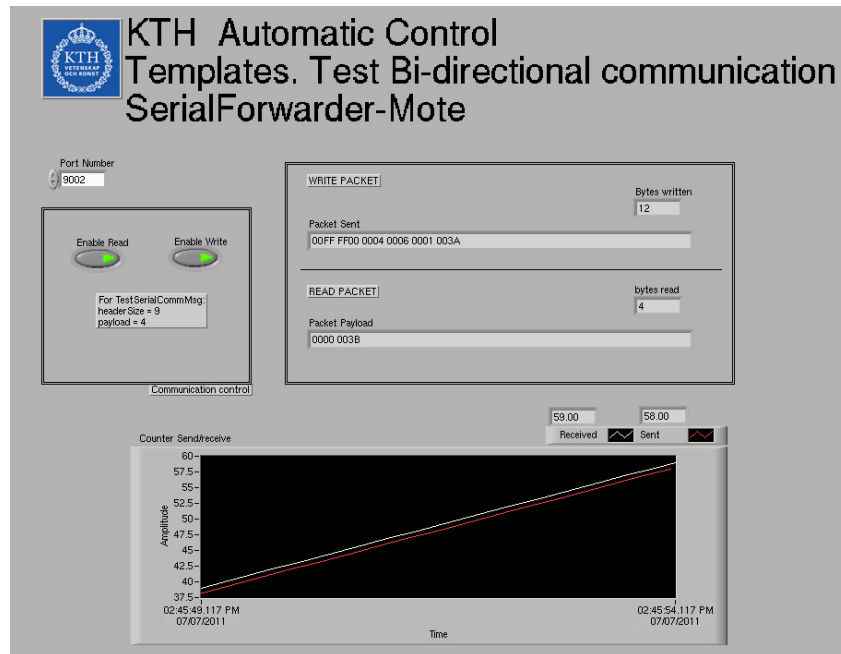 KTH
VETENSKAP
OCH KONST
KTH Automatic Control
Templates. Test Bi-directional communication
SerialForwarder-Mote
Port Number
9002
Enable Read
Enable Write
For TestSerialCommMsg:
headerSize = 9
payload = 4
Communication control
WRITE PACKET
Bytes written
12
Packet Sent
00FF FF00 0004 0006 0001 003A
READ PACKET
bytes read
4
Packet Payload
0000 003B
59.00
58.00
Counter Send/receive
Received
Sent
60
57.5
55
52.5
50
47.5
45
42.5
40
37.5
Amplitude
02:45:49.117 PM
07/07/2011
02:45:54.117 PM
07/07/2011
Time